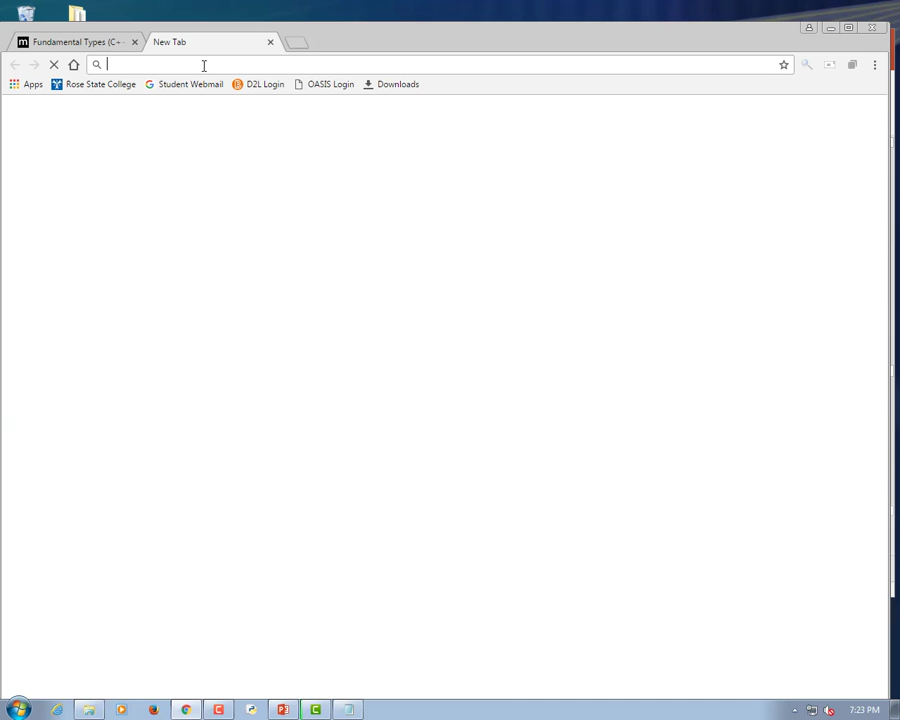 Fundamental Types (C+
New Tab
Apps
Rose State College
Student Webmail
D2L Login
OASIS Login
Downloads
7:23 PM